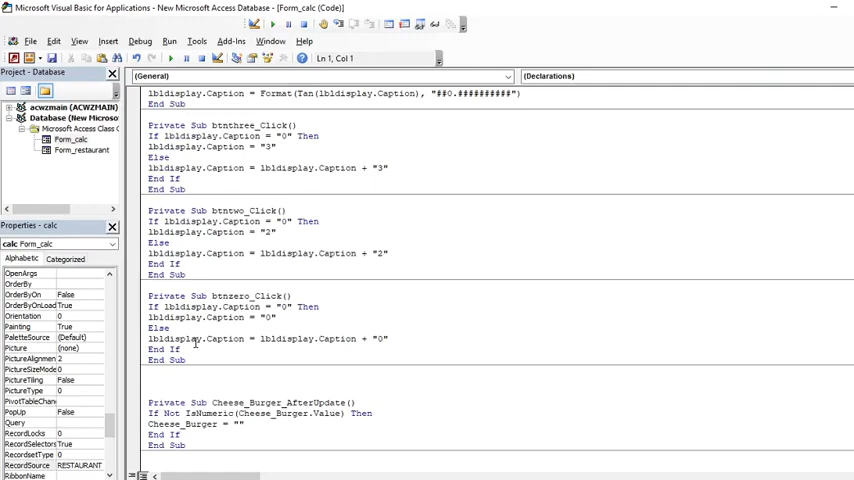 Microsoft Visual Basic for Applications - New Microsoft Access Database - [Form_calc (Code)]
File Edit View Insert Debug Run Tools Add-Ins Window Help
Ln 1, Col 1
Project - Database
(General)
(Declarations)
acwzmain (ACWZMAIN)
Database (New Microso
Microsoft Access Class O
Form_calc
Form_restaurant
lbldisplay.Caption = Format(Tan(lbldisplay.Caption), "##0.##########")
End Sub
Private Sub btnthree_Click()
If lbldisplay.Caption = "0" Then
lbldisplay.Caption = "3"
Else
lbldisplay.Caption = lbldisplay.Caption + "3"
End If
End Sub
Private Sub btntwo_Click()
If lbldisplay.Caption = "0" Then
lbldisplay.Caption = "2"
Else
lbldisplay.Caption = lbldisplay.Caption + "2"
End If
End Sub
Private Sub btnzero_Click()
If lbldisplay.Caption = "0" Then
lbldisplay.Caption = "0"
Else
lbldisplay.Caption = lbldisplay.Caption + "0"
End If
End Sub
Private Sub Cheese_Burger_AfterUpdate()
If Not IsNumeric(Cheese_Burger.Value) Then
Cheese_Burger = ""
End If
End Sub
Properties - calc
calc Form_calc
Alphabetic Categorized
OpenArgs
OrderBy
OrderByOn False
OrderByOnLoad True
Orientation 0
Painting True
PaletteSource (Default)
Picture (none)
PictureAlignmen 2
PictureSizeMode 0
PictureTiling False
PictureType 0
PivotTableChan
PopUp False
Query
RecordLocks 0
RecordSelectors True
RecordsetType 0
RecordSource RESTAURANT
RibbonName